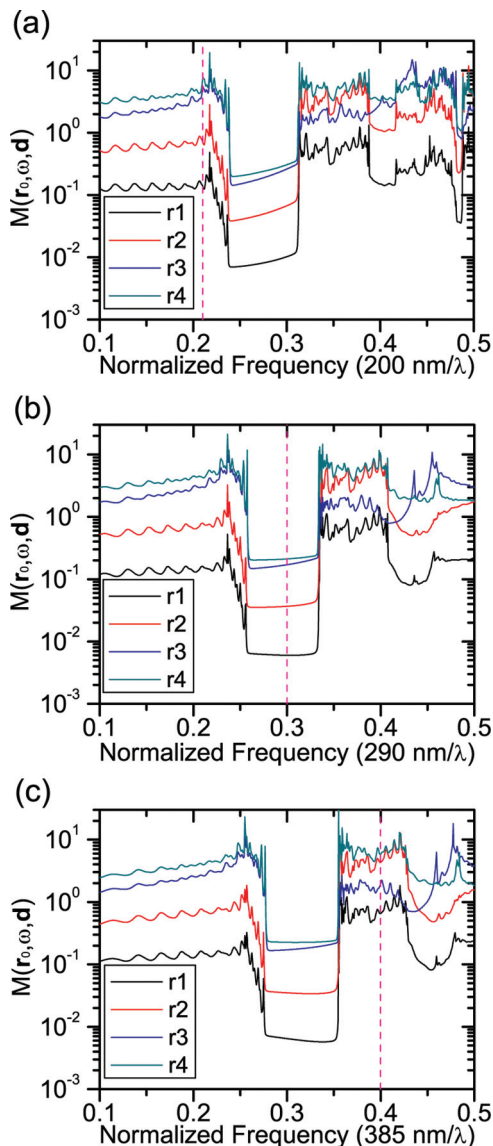 (a)
10¹
10⁰
10⁻¹
10⁻²
10⁻³
M(r₀,ω,d)
r1
r2
r3
r4
0.1 0.2 0.3 0.4 0.5
Normalized Frequency (200 nm/λ)
(b)
10¹
10⁰
10⁻¹
10⁻²
10⁻³
M(r₀,ω,d)
r1
r2
r3
r4
0.1 0.2 0.3 0.4 0.5
Normalized Frequency (290 nm/λ)
(c)
10¹
10⁰
10⁻¹
10⁻²
10⁻³
M(r₀,ω,d)
r1
r2
r3
r4
0.1 0.2 0.3 0.4 0.5
Normalized Frequency (385 nm/λ)